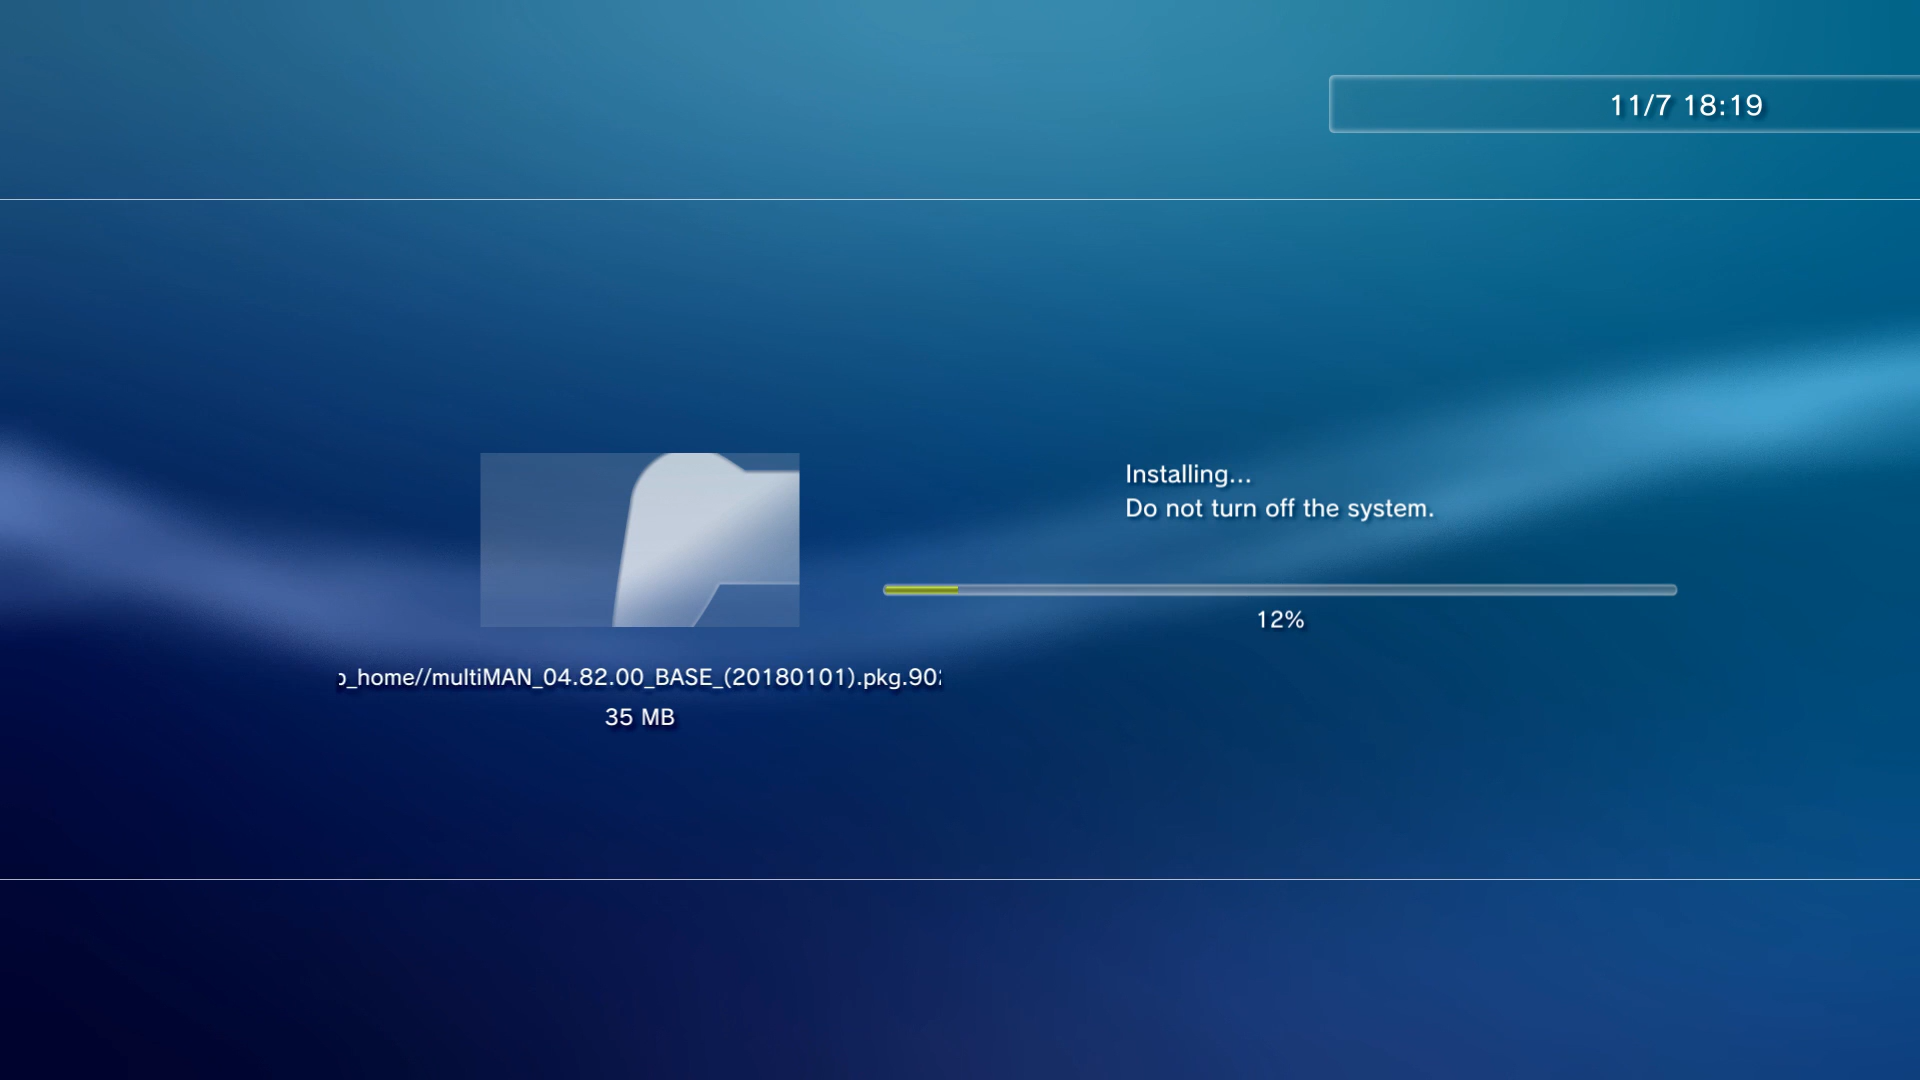 11/7 18:19
Installing...
Do not turn off the system.
12%
_home//multiMAN_04.82.00_BASE_(20180101).pkg.90
35 MB